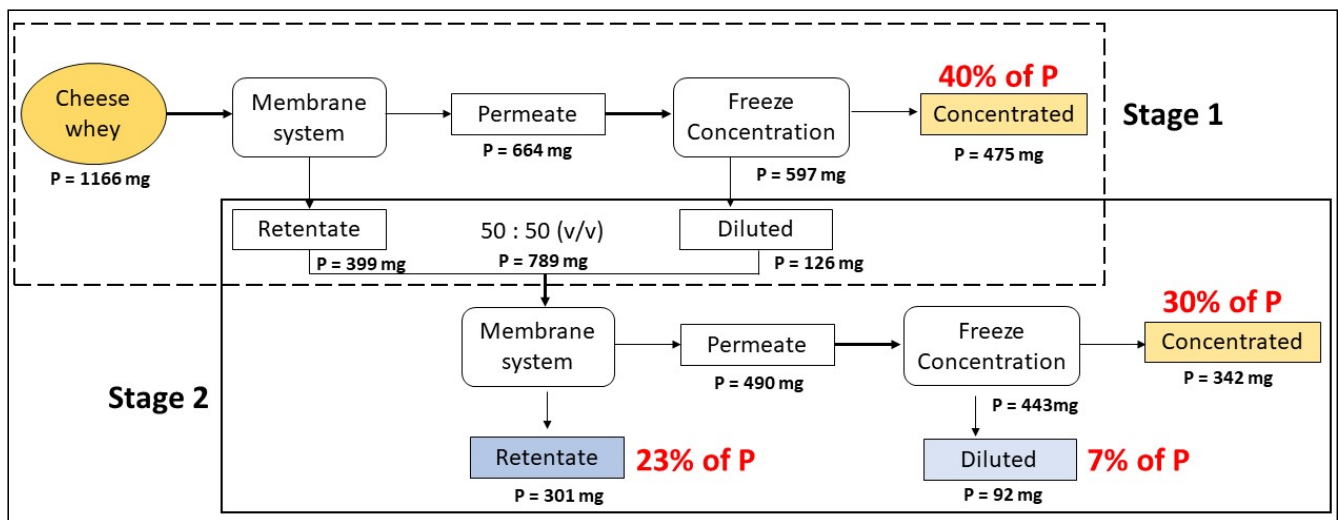 Cheese
whey
P = 1166 mg
Membrane
system
Permeate
P = 664 mg
Freeze
Concentration
P = 597 mg
40% of P
Concentrated
P = 475 mg
Stage 1
Retentate
P = 399 mg
50 : 50 (v/v)
P = 789 mg
Diluted
P = 126 mg
Stage 2
Membrane
system
Permeate
P = 490 mg
Freeze
Concentration
P = 443mg
30% of P
Concentrated
P = 342 mg
Retentate
23% of P
P = 301 mg
Diluted
7% of P
P = 92 mg